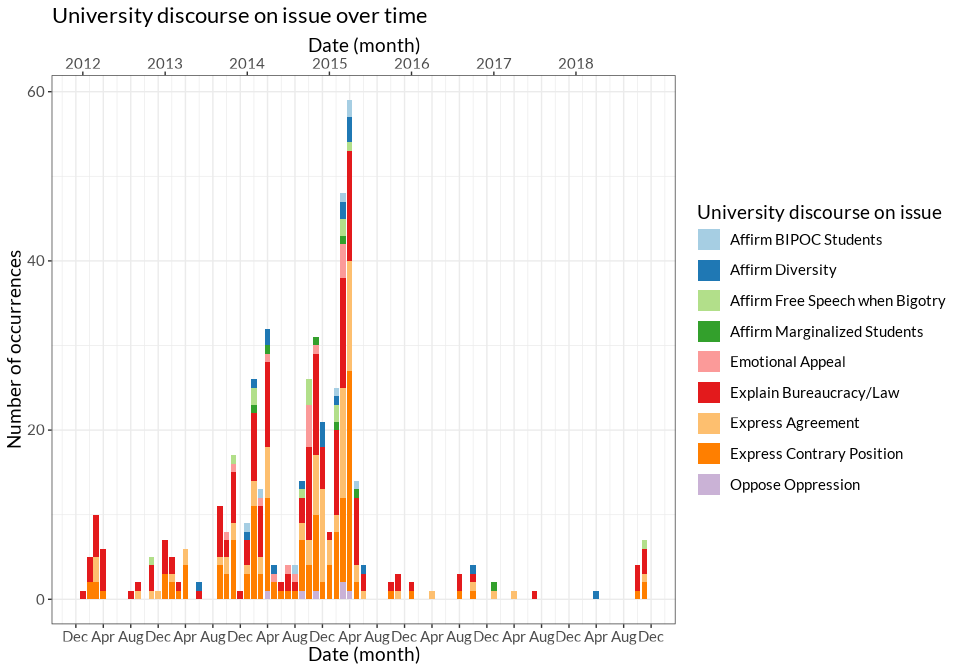 University discourse on issue over time
Date (month)
2012 2013 2014 2015 2016 2017 2018
60
40
20
0
Number of occurrences
Dec Apr Aug Dec Apr Aug Dec Apr Aug Dec Apr Aug Dec Apr Aug Dec Apr Aug Dec Apr Aug Dec
Date (month)
University discourse on issue
Affirm BIPOC Students
Affirm Diversity
Affirm Free Speech when Bigotry
Affirm Marginalized Students
Emotional Appeal
Explain Bureaucracy/Law
Express Agreement
Express Contrary Position
Oppose Oppression